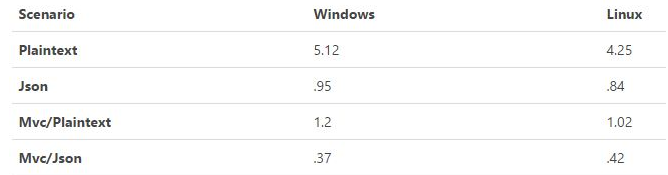 Scenario Windows Linux
Plaintext 5.12 4.25
Json .95 .84
Mvc/Plaintext 1.2 1.02
Mvc/Json .37 .42